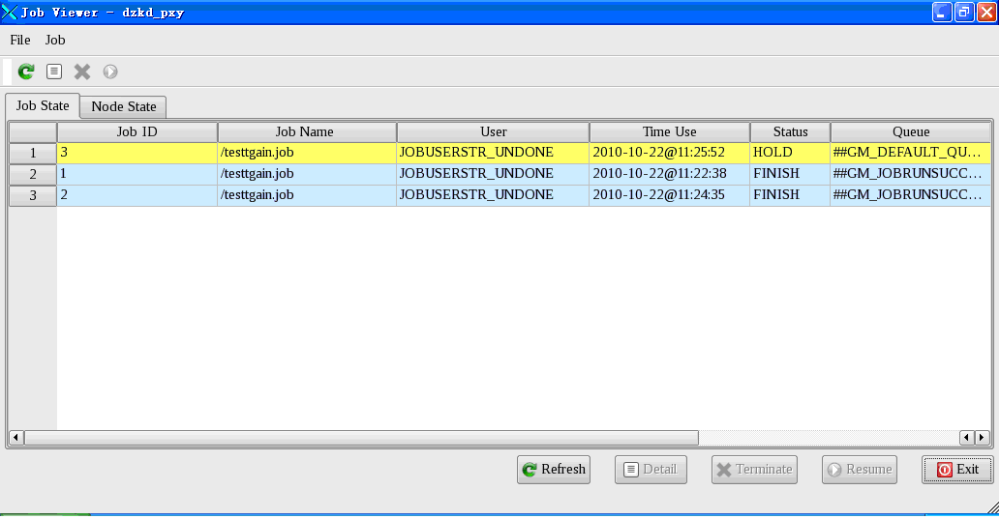 Job Viewer - dzkd_pxy
File Job
Job State Node State
Job ID Job Name User Time Use Status Queue
1 3 /testtgain.job JOBUSERSTR_UNDONE 2010-10-22@11:25:52 HOLD ##GM_DEFAULT_QU...
2 1 /testtgain.job JOBUSERSTR_UNDONE 2010-10-22@11:22:38 FINISH ##GM_JOBRUNSUCC...
3 2 /testtgain.job JOBUSERSTR_UNDONE 2010-10-22@11:24:35 FINISH ##GM_JOBRUNSUCC...
Refresh Detail Terminate Resume Exit